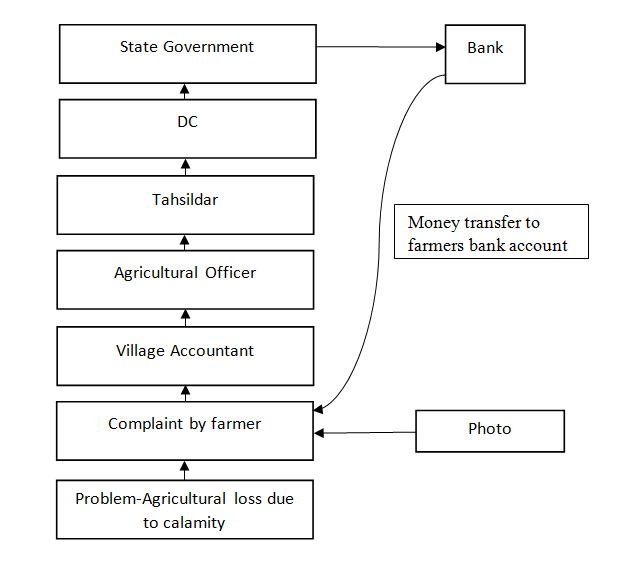 State Government
Bank
DC
Tahsildar
Money transfer to
farmers bank account
Agricultural Officer
Village Accountant
Complaint by farmer
Photo
Problem-Agricultural loss due
to calamity